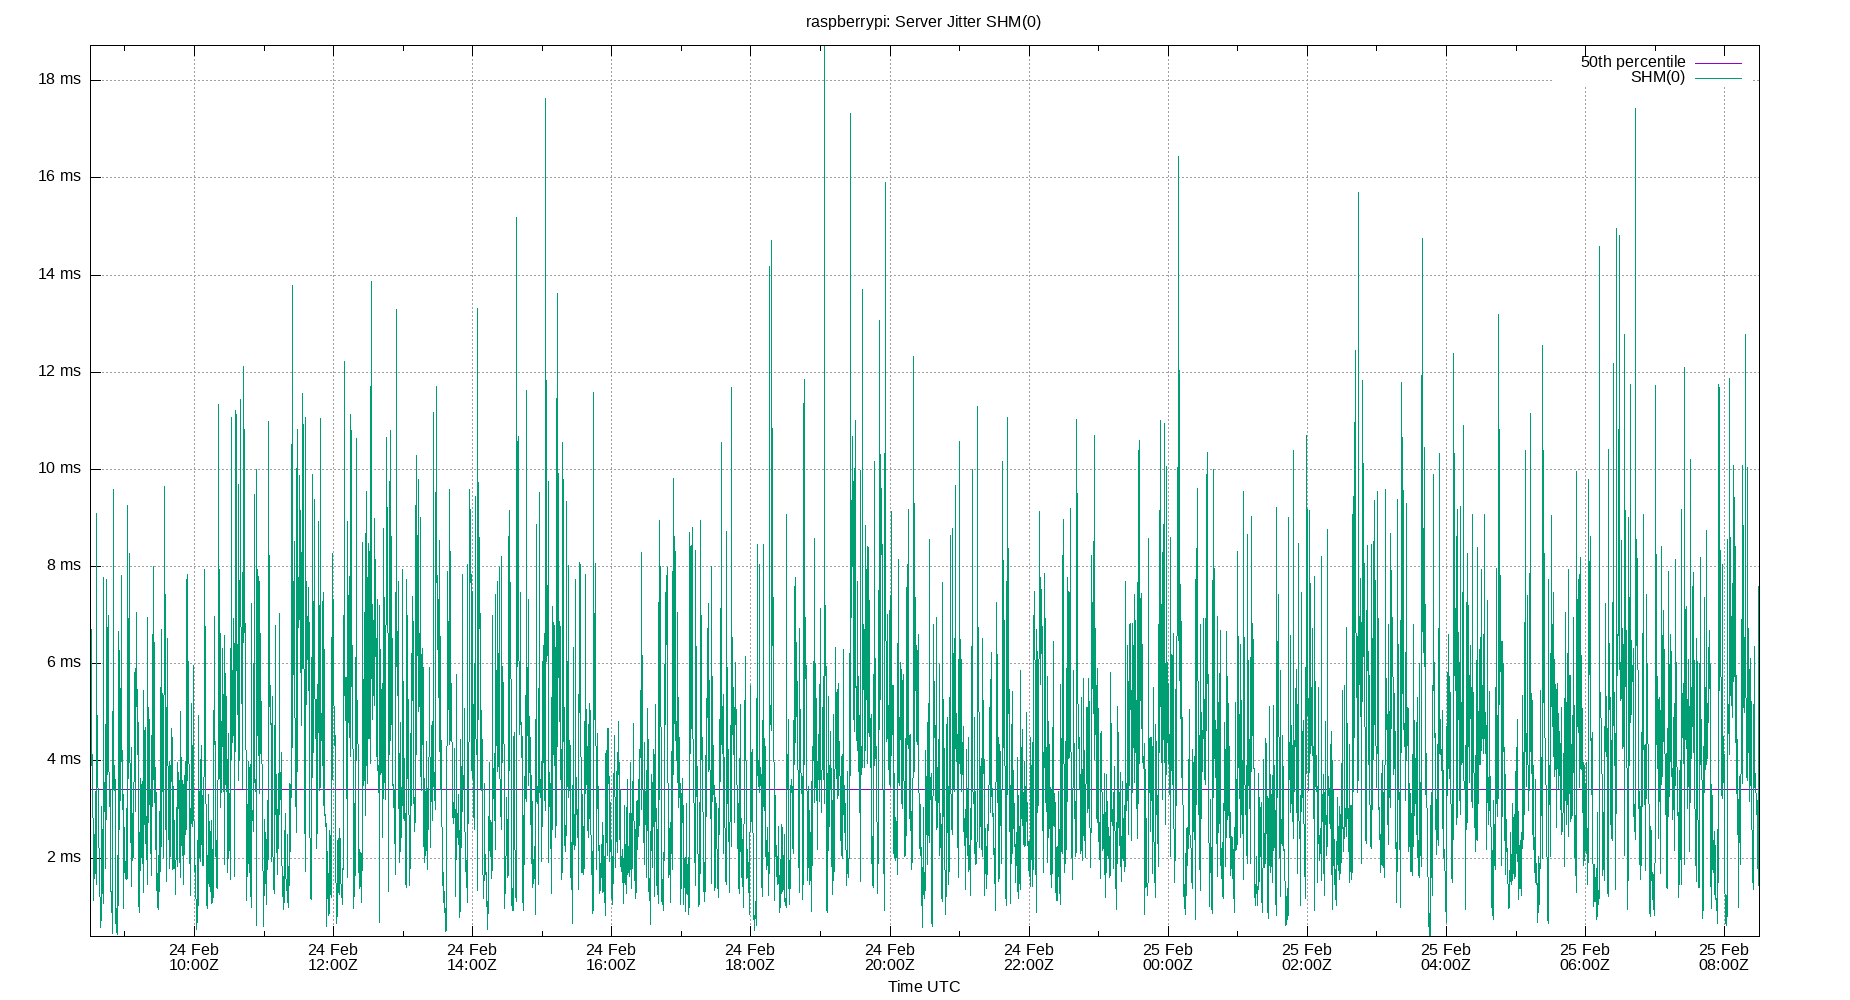 raspberrypi: Server Jitter SHM(0)
50th percentile
SHM(0)
18 ms
16 ms
14 ms
12 ms
10 ms
8 ms
6 ms
4 ms
2 ms
24 Feb 24 Feb 24 Feb 24 Feb 24 Feb 24 Feb 24 Feb 25 Feb 25 Feb 25 Feb 25 Feb 25 Feb
10:00Z 12:00Z 14:00Z 16:00Z 18:00Z 20:00Z 22:00Z 00:00Z 02:00Z 04:00Z 06:00Z 08:00Z
Time UTC